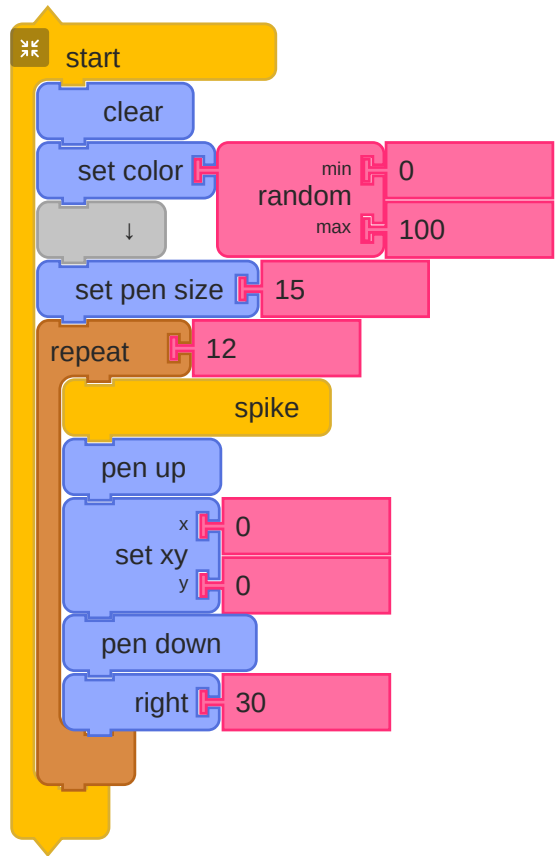 start
clear
set color random min 0
max 100
↓
set pen size 15
repeat 12
spike
pen up
set xy x 0
y 0
pen down
right 30